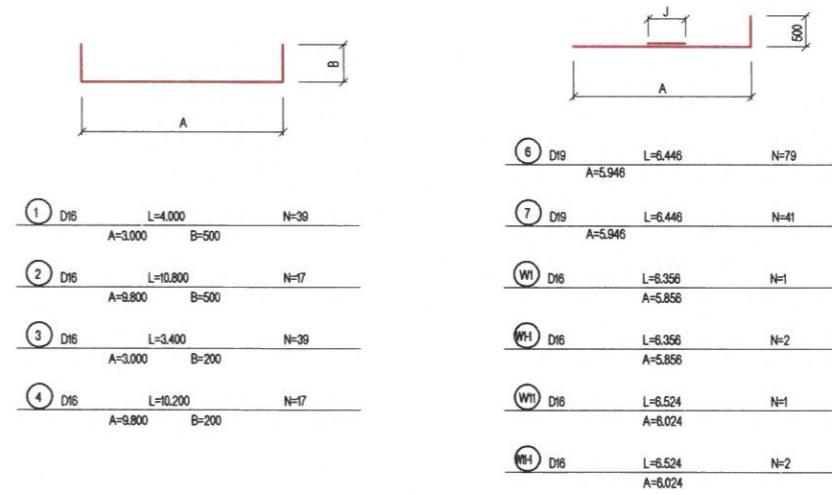 A
B
1 D16 L=4.000 N=39
A=3.000 B=500
2 D16 L=10.800 N=17
A=9.800 B=500
3 D16 L=3.400 N=39
A=3.000 B=200
4 D16 L=10.200 N=17
A=9.800 B=200
J
500
A
6 D19 L=6.446 N=79
A=5.946
7 D19 L=6.446 N=41
A=5.946
W1 D16 L=6.356 N=1
A=5.856
D16 L=6.356 N=2
A=5.856
W11 D16 L=6.524 N=1
A=6.024
D16 L=6.524 N=2
A=6.024